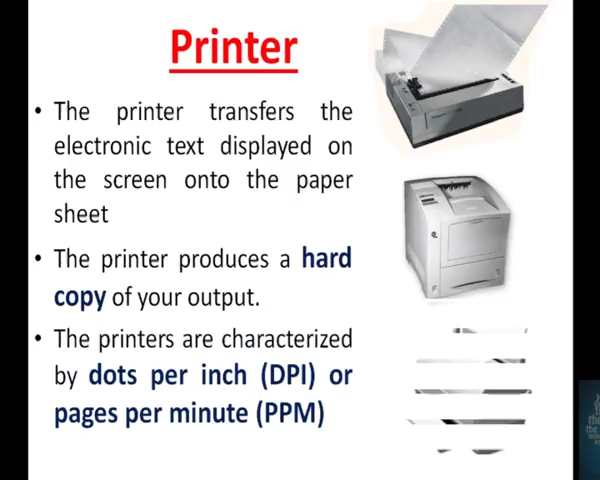 Printer
• The printer transfers the
electronic text displayed on
the screen onto the paper
sheet
• The printer produces a hard
copy of your output.
• The printers are characterized
by dots per inch (DPI) or
pages per minute (PPM)